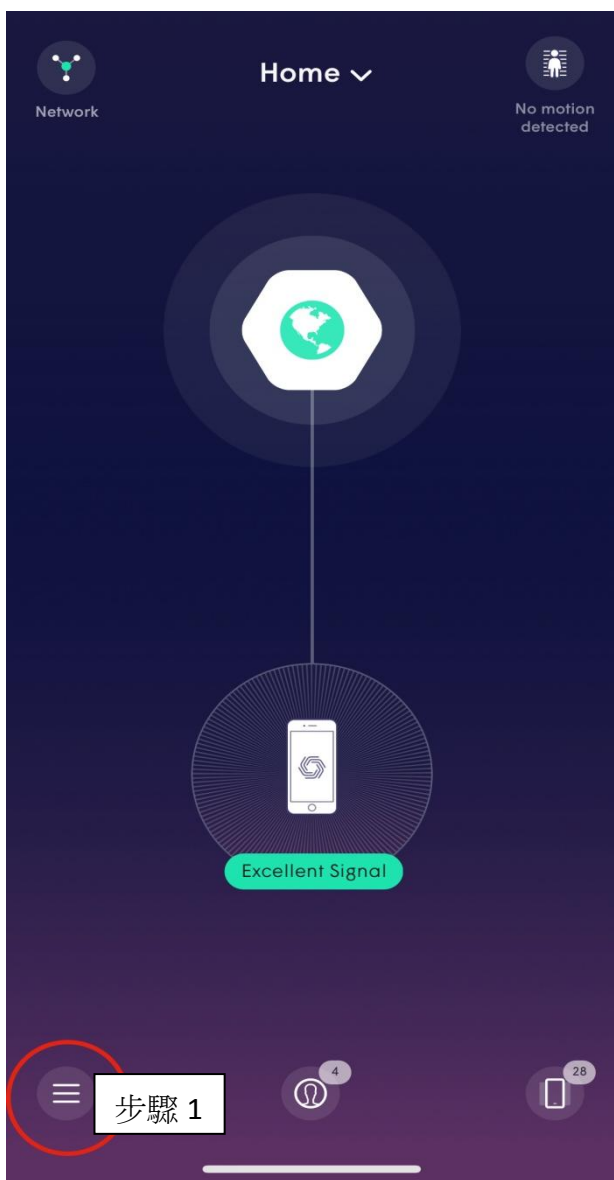 Home
Network
No motion
detected
Excellent Signal
4
28
步驟 1